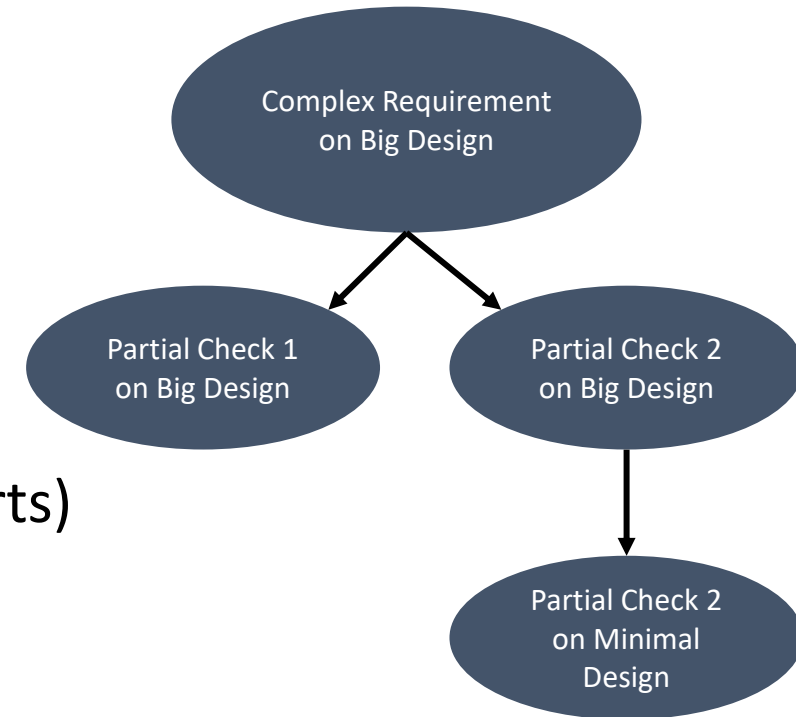 Complex Requirement
on Big Design
Partial Check 1
on Big Design
Partial Check 2
on Big Design
rts)
Partial Check 2
on Minimal
Design